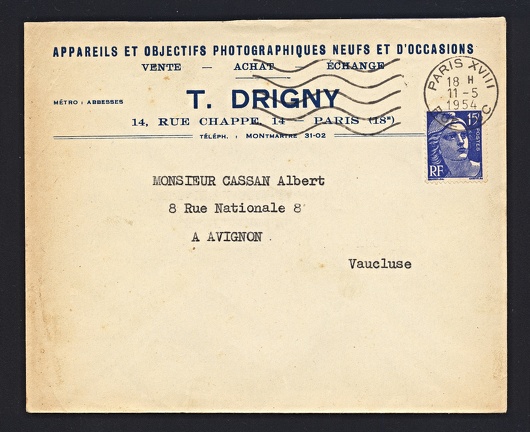 APPAREILS ET OBJECTIFS PHOTOGRAPHIQUES NEUFS ET D'OCCASIONS
VENTE — ACHAT — ÉCHANGE
MÉTRO : ABBESSES
T. DRIGNY
14, RUE CHAPPE, 14 — PARIS (18e)
TÉLÉPH. : MONTMARTRE 31-02
PARIS XVIII
18 H
11 -5
1954
15F
POSTES
RF
MONSIEUR CASSAN Albert
8 Rue Nationale 8
A AVIGNON
Vaucluse